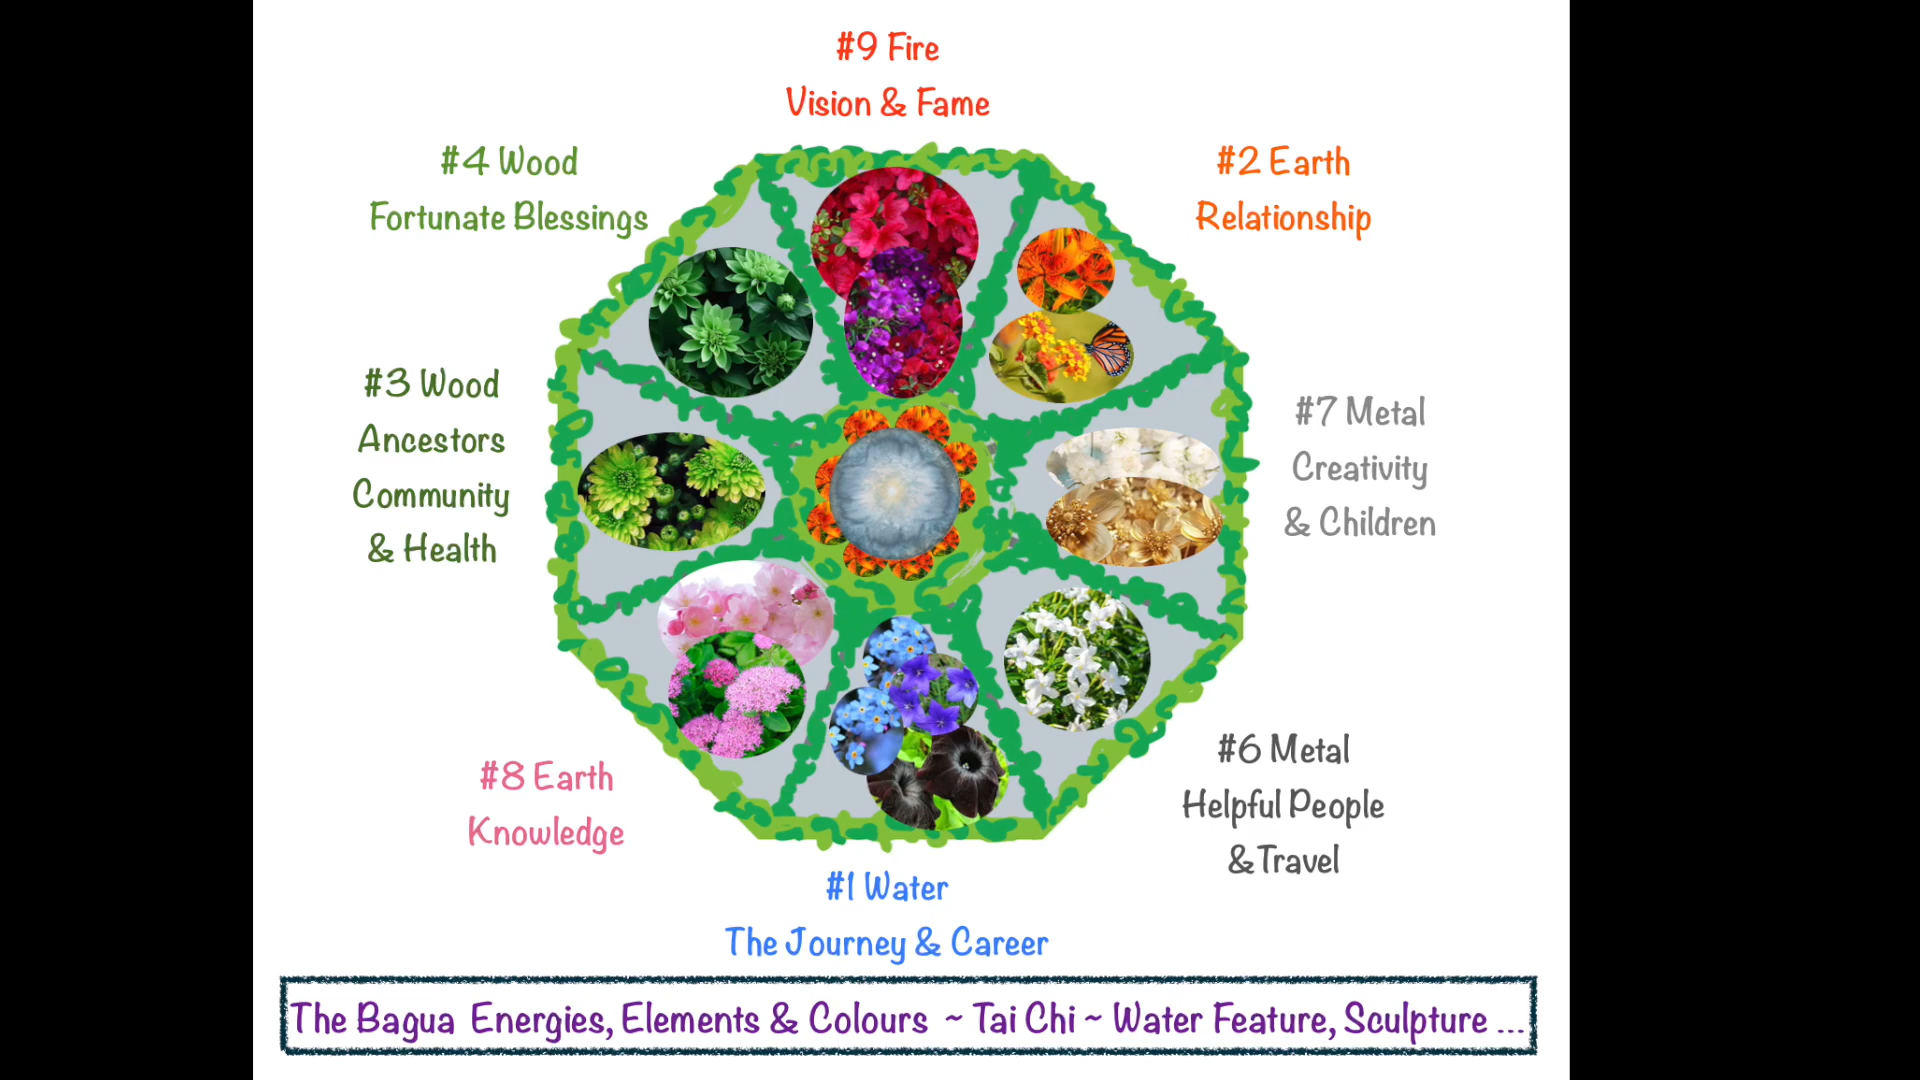 #9 Fire
Vision & Fame
#4 Wood
Fortunate Blessings
#2 Earth
Relationship
#3 Wood
Ancestors
Community
& Health
#7 Metal
Creativity
& Children
#8 Earth
Knowledge
#6 Metal
Helpful People
&Travel
#1 Water
The Journey & Career
The Bagua Energies, Elements & Colours ~ Tai Chi ~ Water Feature, Sculpture ...